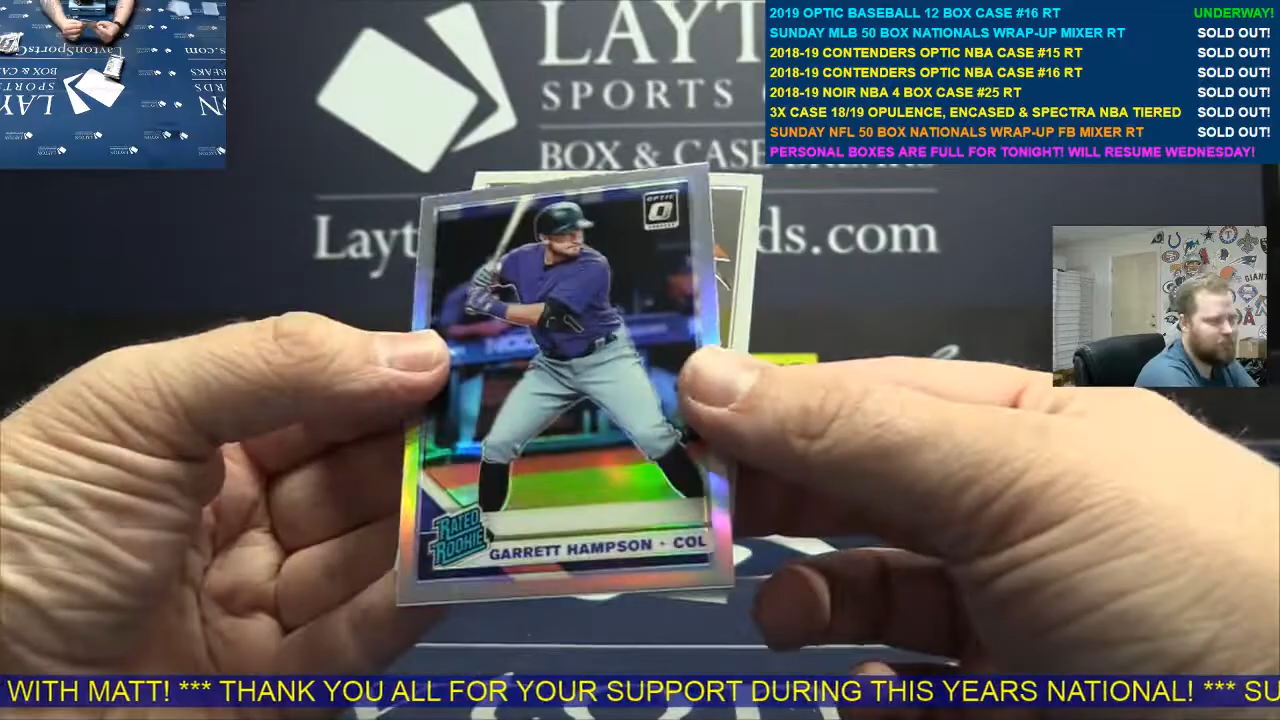 2019 OPTIC BASEBALL 12 BOX CASE #16 RT UNDERWAY!
SUNDAY MLB 50 BOX NATIONALS WRAP-UP MIXER RT SOLD OUT!
2018-19 CONTENDERS OPTIC NBA CASE #15 RT SOLD OUT!
2018-19 CONTENDERS OPTIC NBA CASE #16 RT SOLD OUT!
2018-19 NOIR NBA 4 BOX CASE #25 RT SOLD OUT!
3X CASE 18/19 OPULENCE, ENCASED & SPECTRA NBA TIERED SOLD OUT!
SUNDAY NFL 50 BOX NATIONALS WRAP-UP FB MIXER RT SOLD OUT!
PERSONAL BOXES ARE FULL FOR TONIGHT! WILL RESUME WEDNESDAY!
LAYT
SPORTS
BOX & CASE
Layt
ds.com
OPTIC
RATED
ROOKIE
GARRETT HAMPSON · COL
WITH MATT! *** THANK YOU ALL FOR YOUR SUPPORT DURING THIS YEARS NATIONAL! *** SU